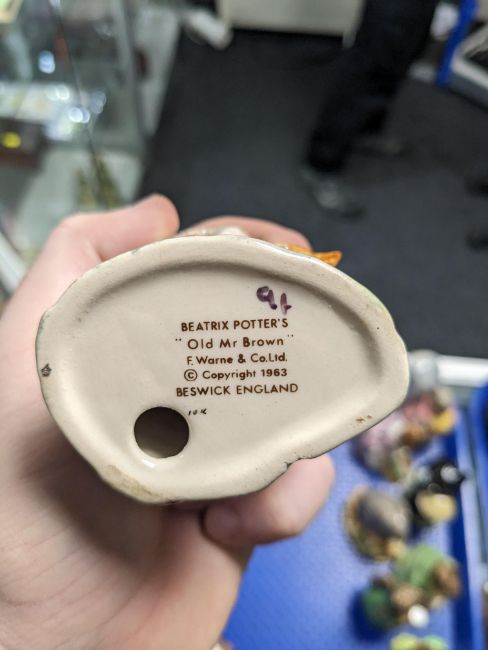 BEATRIX POTTER'S
"Old Mr Brown"
F. Warne & Co. Ltd.
© Copyright 1963
BESWICK ENGLAND